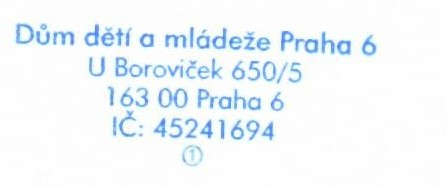 Dům dětí a mládeže Praha 6
U Boroviček 650/5
163 00 Praha 6
IČ: 45241694
①